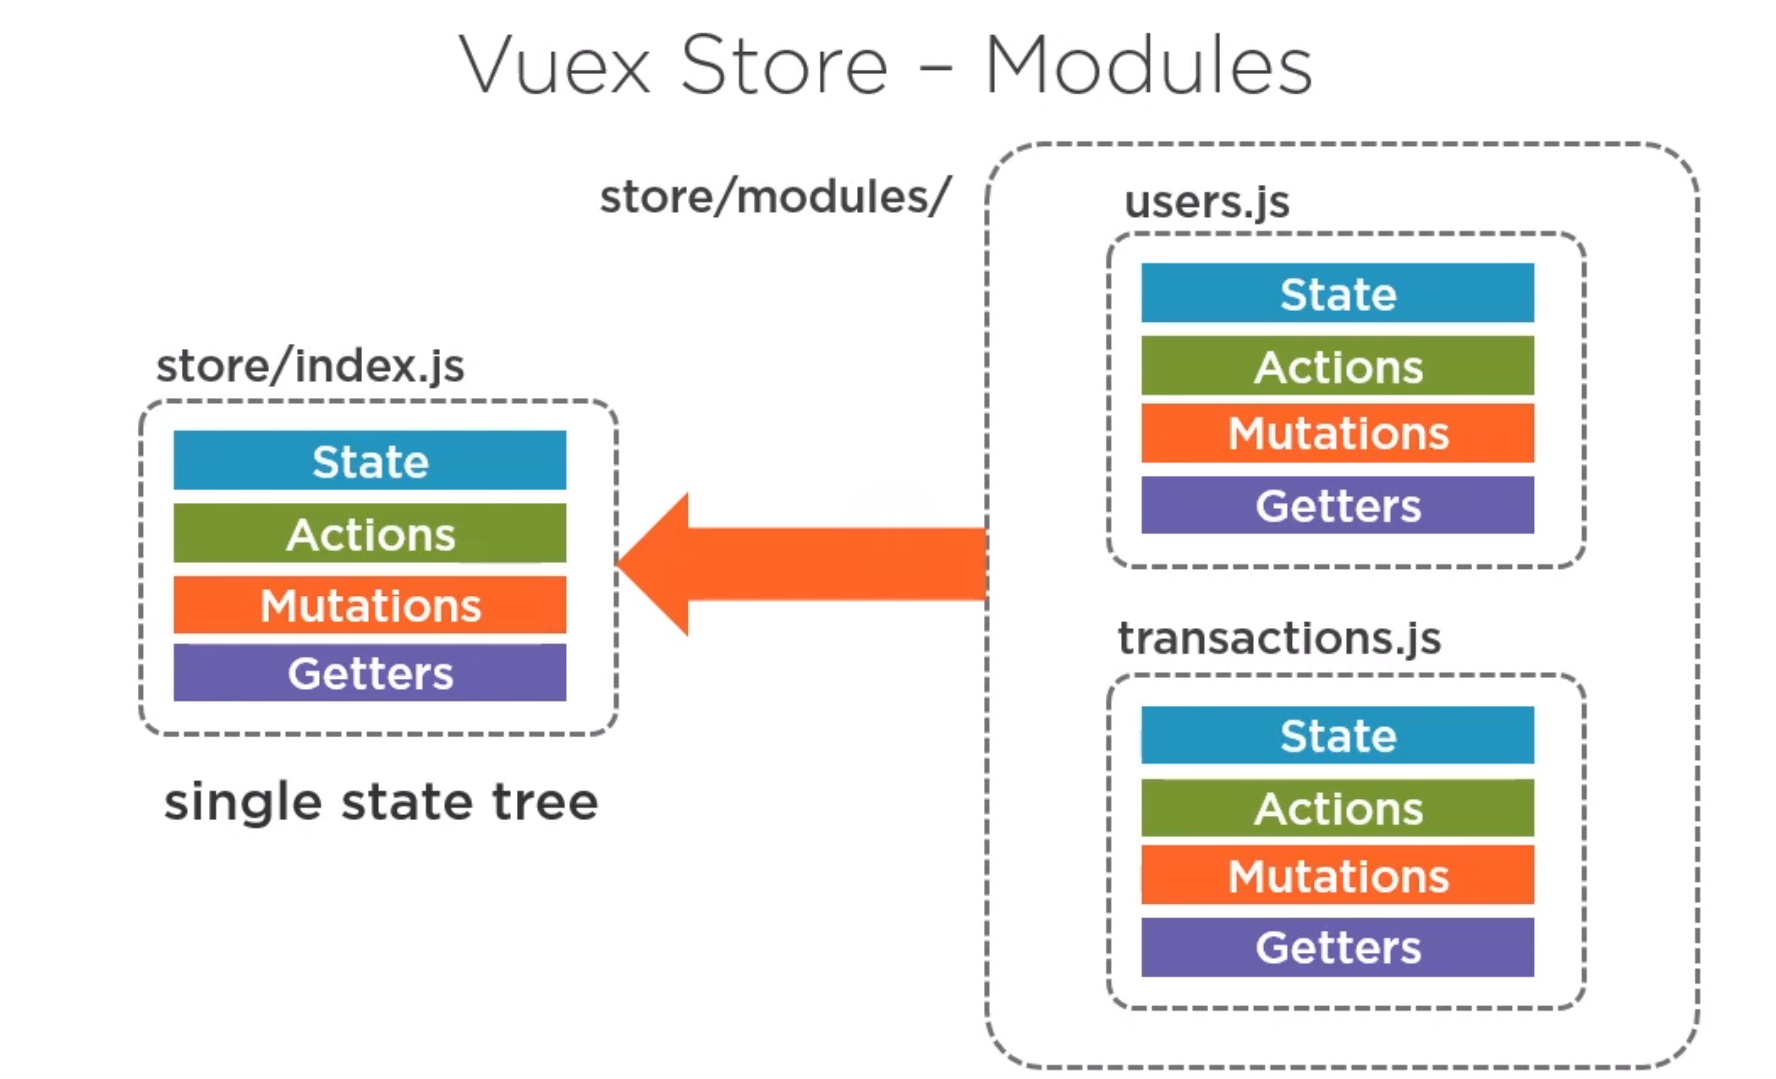 Vuex Store – Modules
store/modules/
users.js
State
Actions
Mutations
Getters
store/index.js
State
Actions
Mutations
Getters
single state tree
transactions.js
State
Actions
Mutations
Getters